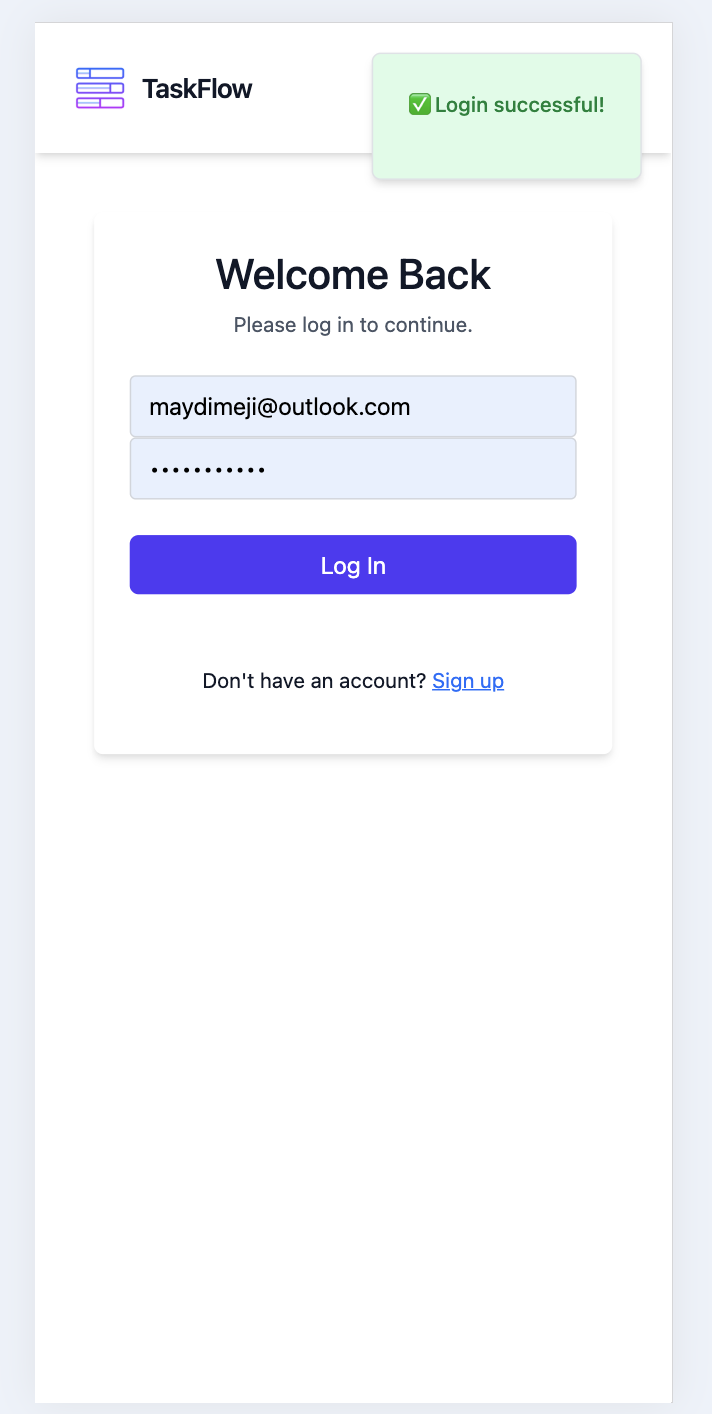 TaskFlow
✅ Login successful!
Welcome Back
Please log in to continue.
maydimeji@outlook.com
•••••••••••
Log In
Don't have an account? Sign up